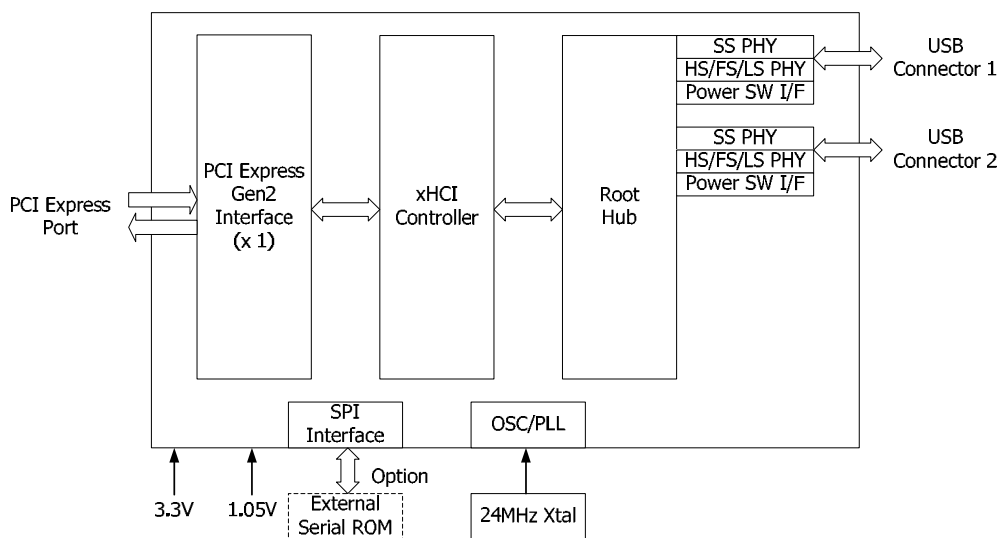 PCI Express
Port
PCI Express
Gen2
Interface
(x 1)
xHCI
Controller
Root
Hub
SS PHY
HS/FS/LS PHY
Power SW I/F
USB
Connector 1
SS PHY
HS/FS/LS PHY
Power SW I/F
USB
Connector 2
SPI
Interface
OSC/PLL
3.3V
1.05V
Option
External
Serial ROM
24MHz Xtal